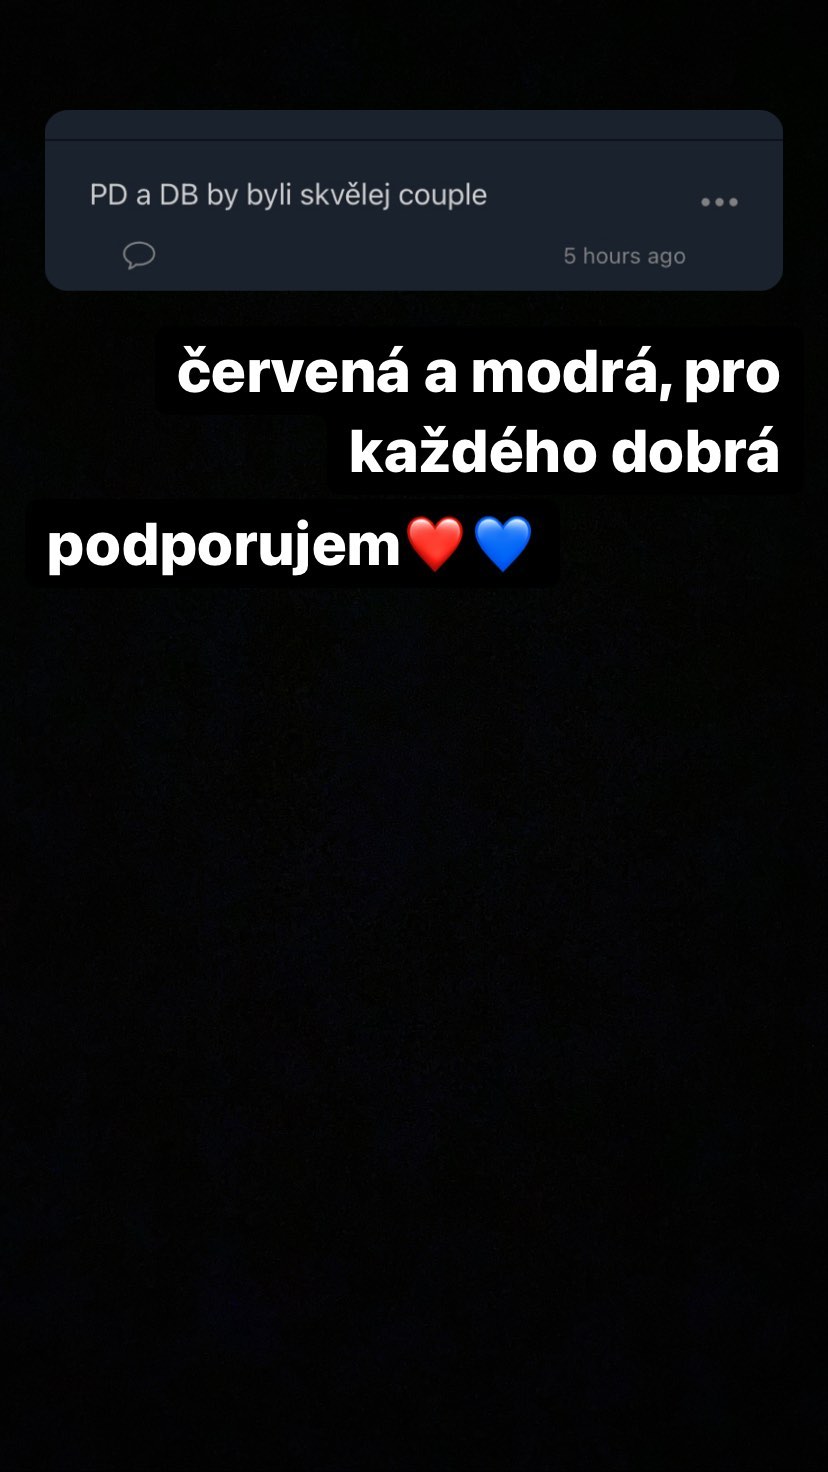 PD a DB by byli skvělej couple
5 hours ago
červená a modrá, pro
každého dobrá
podporujem❤️💙